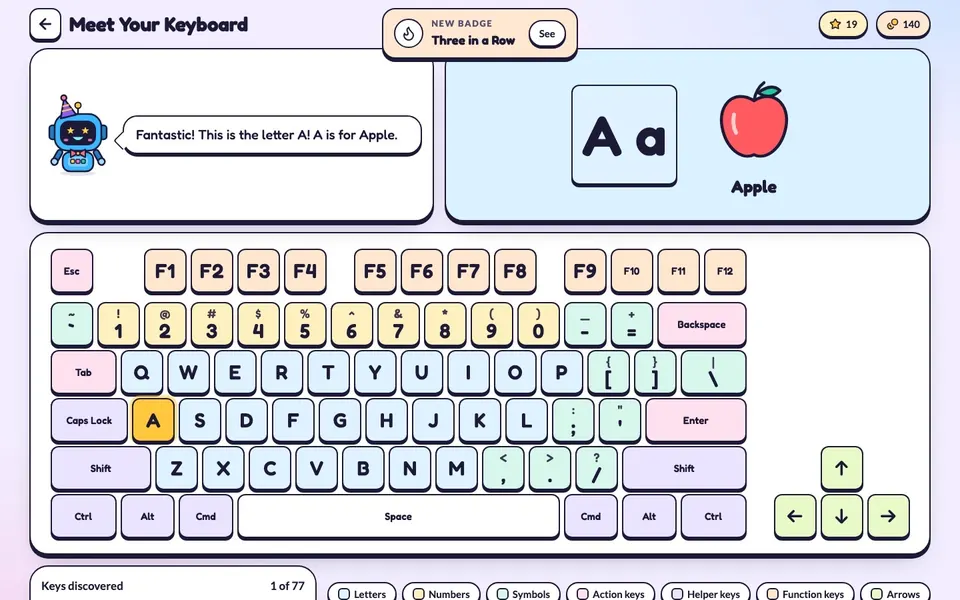 Meet Your Keyboard
NEW BADGE
Three in a Row
See
19
140
Fantastic! This is the letter A! A is for Apple.
A a
Apple
Esc F1 F2 F3 F4 F5 F6 F7 F8 F9 F10 F11 F12
~ ! @ # $ % ^ & * ( ) _ +
` 1 2 3 4 5 6 7 8 9 0 - = Backspace
{ } |
Tab Q W E R T Y U I O P [ ] \
: "
Caps Lock A S D F G H J K L ; ' Enter
< > ?
Shift Z X C V B N M , . / Shift ↑
Ctrl Alt Cmd Space Cmd Alt Ctrl ← ↓ →
Keys discovered 1 of 77
Letters Numbers Symbols Action keys Helper keys Function keys Arrows